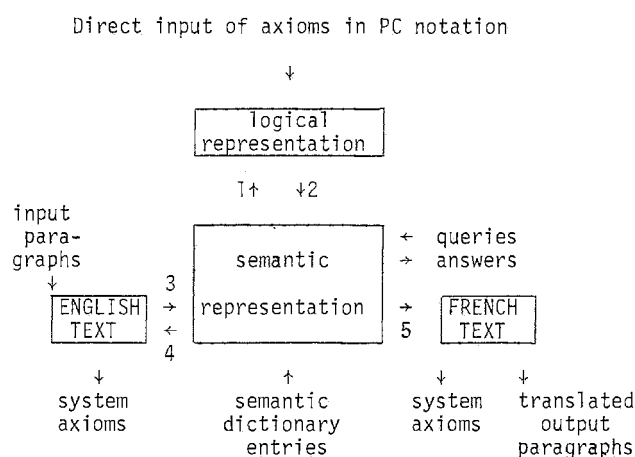 Direct input of axioms in PC notation
↓
logical
representation
1↑ ↓2
input
para-
graphs
↓
semantic
representation
← queries
→ answers
3
ENGLISH
TEXT
→
←
4
→
5
FRENCH
TEXT
↓
system
axioms
↑
semantic
dictionary
entries
↓
system
axioms
↓
translated
output
paragraphs